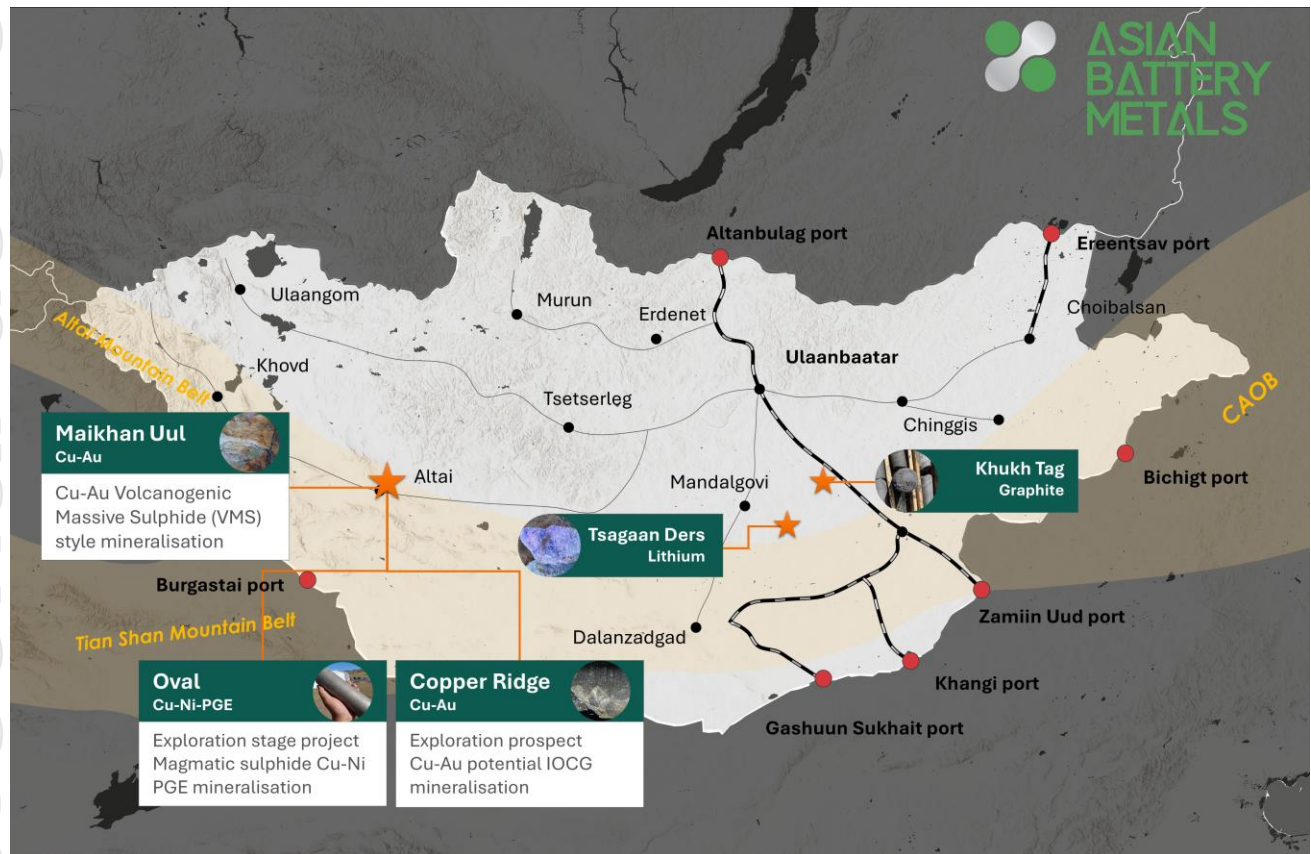 ASIAN
BATTERY
METALS
Altanbulag port
Ereentsav port
Ulaangom
Murun
Erdenet
Choibalsan
Altai Mountain Belt
Khovd
Ulaanbaatar
CAOB
Tsetserleg
Chinggis
Maikhan Uul
Cu-Au
Cu-Au Volcanogenic
Massive Sulphide (VMS)
style mineralisation
Altai
Mandalgovi
Khukh Tag
Graphite
Bichigt port
Tsagaan Ders
Lithium
Burgastai port
Zamiin Uud port
Tian Shan Mountain Belt
Dalanzadgad
Khangi port
Gashuun Sukhait port
Oval
Cu-Ni-PGE
Exploration stage project
Magmatic sulphide Cu-Ni
PGE mineralisation
Copper Ridge
Cu-Au
Exploration prospect
Cu-Au potential IOCG
mineralisation